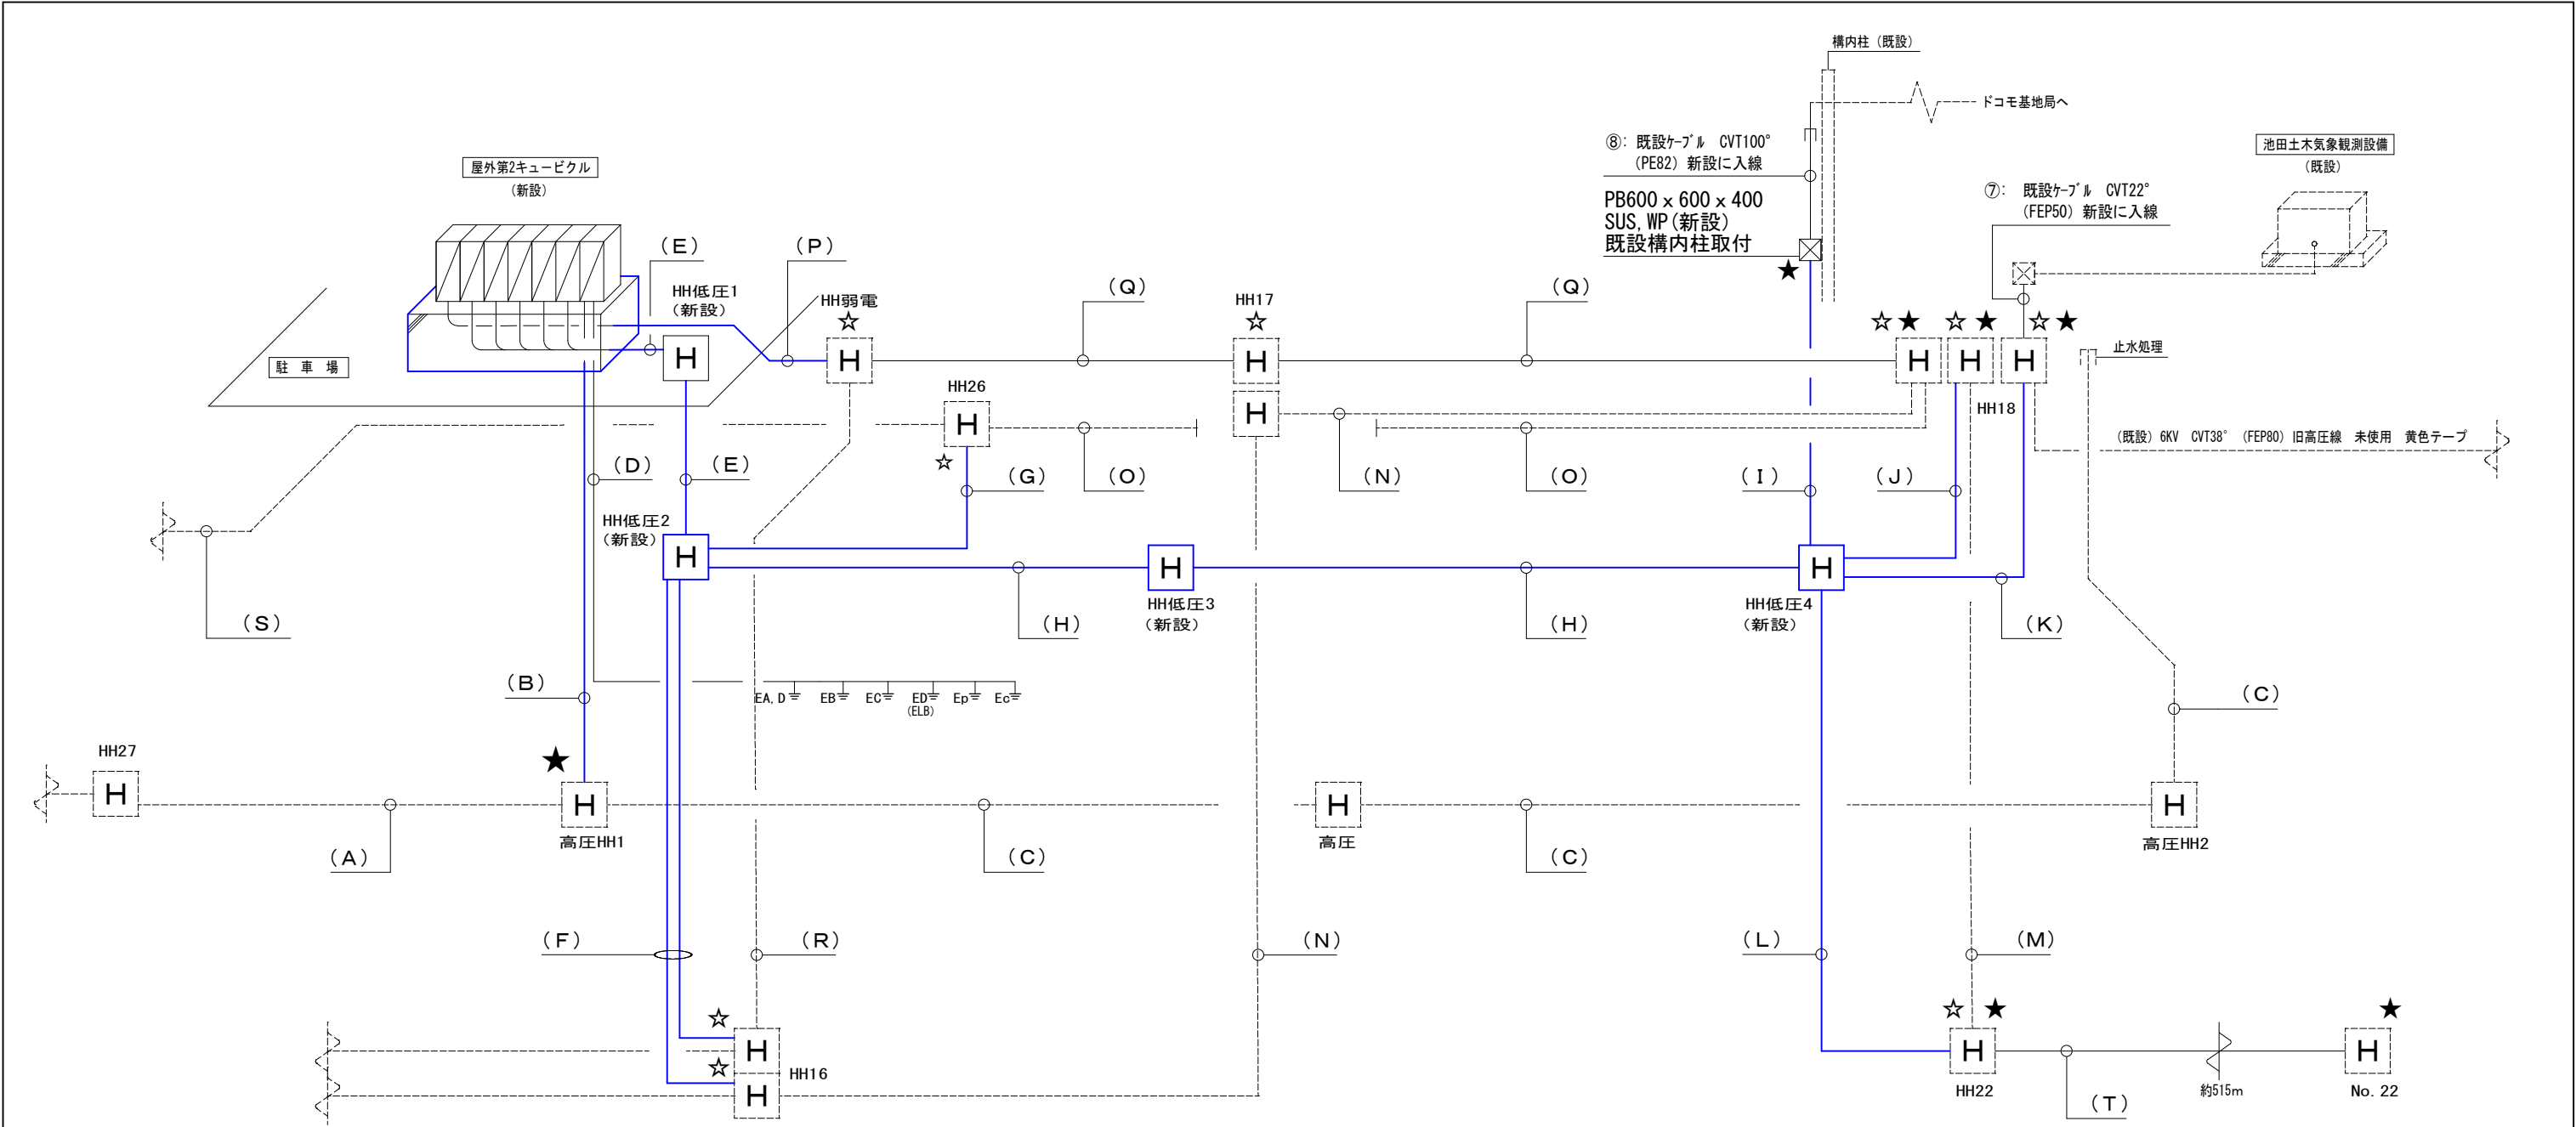 構内柱（既設）
ドコモ基地局へ
⑧: 既設ｹｰﾌﾞﾙ CVT100°
(PE82) 新設に入線
池田土木気象観測設備
(既設)
屋外第2キュービクル
(新設)
⑦: 既設ｹｰﾌﾞﾙ CVT22°
(FEP50) 新設に入線
PB600 x 600 x 400
SUS, WP(新設)
既設構内柱取付
★
（E）
（P）
HH低圧1
(新設)
HH弱電
☆
（Q）
HH17
☆
（Q）
☆ ★
☆ ★
☆ ★
止水処理
駐 車 場
H
H
H
H
H
H
HH26
H
H
HH18
☆
(既設) 6KV CVT38° (FEP80) 旧高圧線 未使用 黄色テープ
（D）
（E）
（G）
（O）
（N）
（O）
（I）
（J）
HH低圧2
(新設)
H
H
H
HH低圧3
(新設)
HH低圧4
(新設)
（S）
（H）
（H）
（K）
（B）
EA, D
EB
EC
ED
(ELB)
Ep
Ec
（C）
HH27
★
H
H
H
H
高圧HH1
高圧
高圧HH2
（A）
（C）
（C）
（F）
（R）
（N）
（L）
（M）
☆
☆ ★
★
H
☆
H
HH16
H
H
HH22
約515m
No. 22
（T）